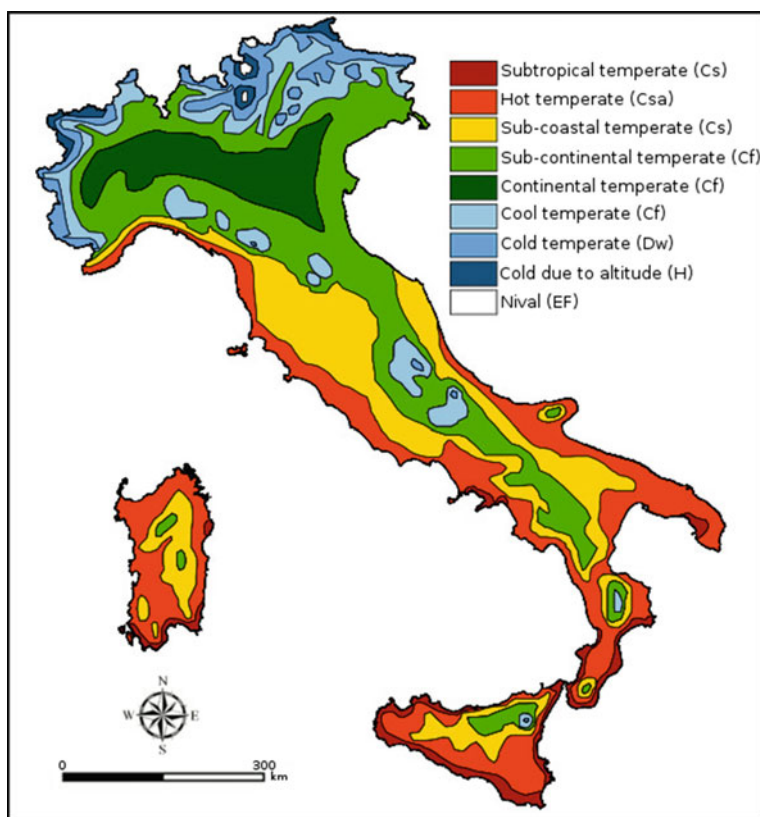 Subtropical temperate (Cs)
Hot temperate (Csa)
Sub-coastal temperate (Cs)
Sub-continental temperate (Cf)
Continental temperate (Cf)
Cool temperate (Cf)
Cold temperate (Dw)
Cold due to altitude (H)
Nival (EF)
N
W E
S
0 300
km